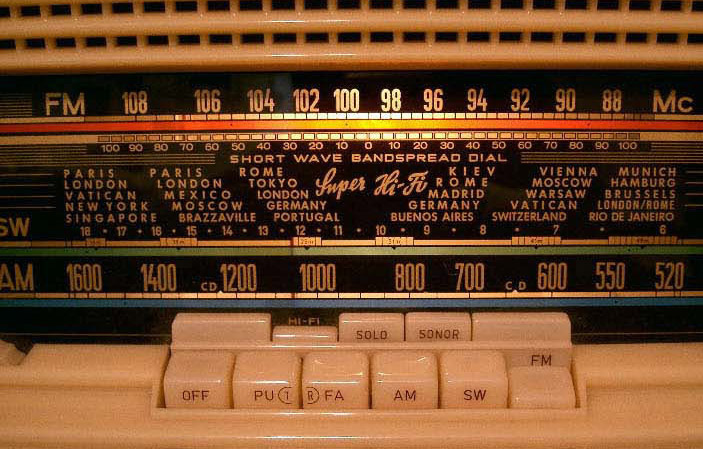 FM 108 106 104 102 100 98 96 94 92 90 88 Mc
100 90 80 70 60 50 40 30 20 10 0 10 20 30 40 50 60 70 80 90 100
SHORT WAVE BANDSPREAD DIAL
PARIS PARIS ROME KIEV VIENNA MUNICH
LONDON LONDON TOKYO Super Hi-Fi ROME MOSCOW HAMBURG
VATICAN MEXICO LONDON MADRID WARSAW BRUSSELS
NEW YORK MOSCOW GERMANY GERMANY VATICAN LONDON/ROME
SINGAPORE BRAZZAVILLE PORTUGAL BUENOS AIRES SWITZERLAND RIO DE JANEIRO
SW 18 • 17 • 16 • 15 • 14 • 13 • 12 • 11 • 10 • 9 • 8 • 7 • 6
AM 1600 1400 CD 1200 1000 800 700 CD 600 550 520
HI-FI
SOLO SONOR
FM
OFF PU T R FA AM SW